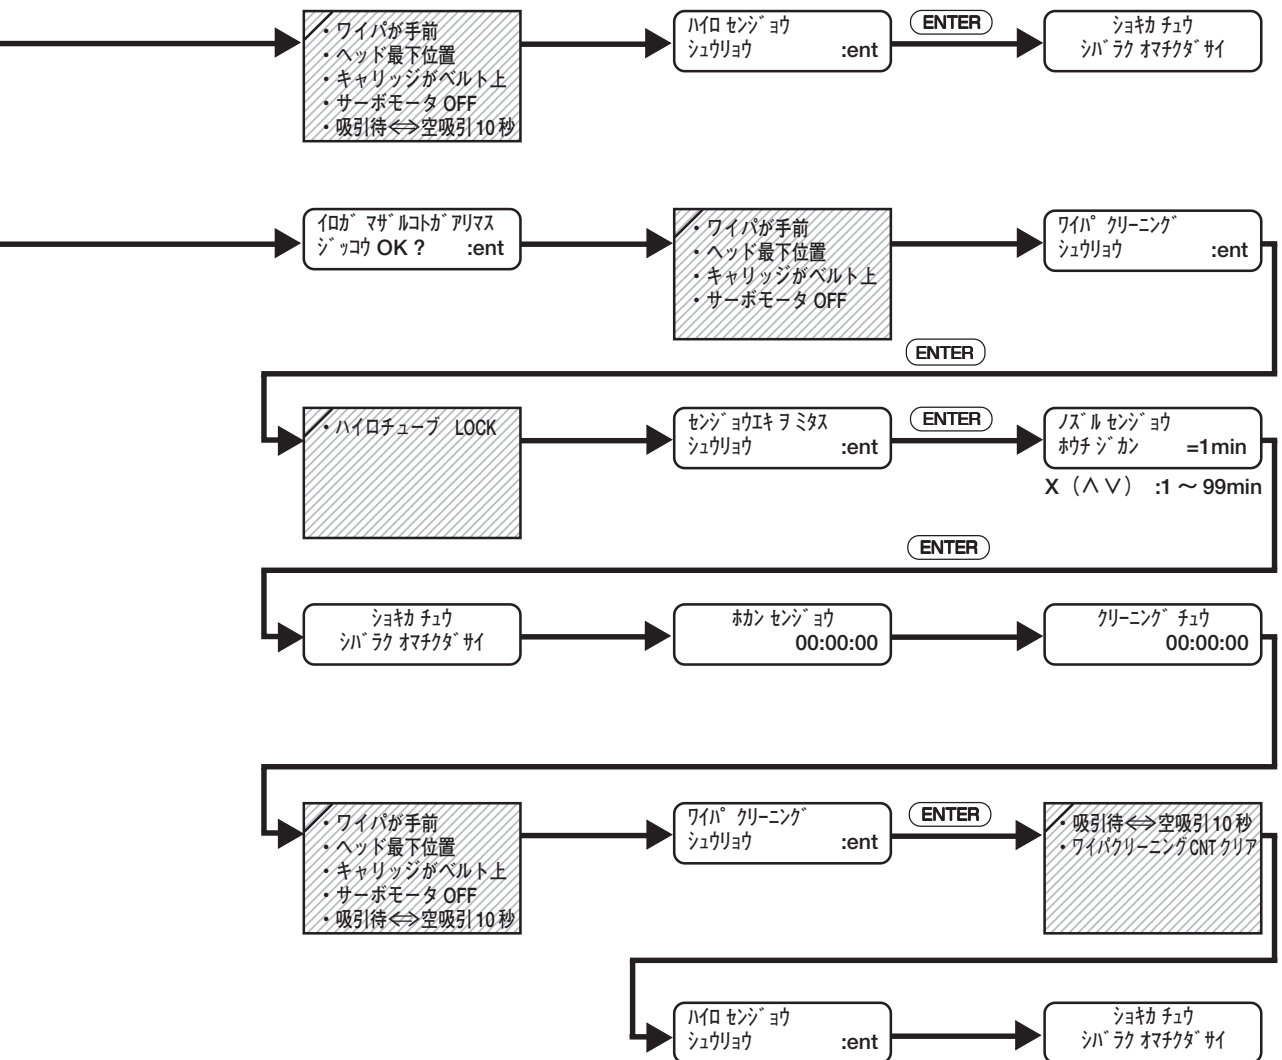 ・ワイパが手前
・ヘッド最下位置
・キャリッジがベルト上
・サーボモータ OFF
・吸引待⇔空吸引10秒
ﾊｲﾛ ｾﾝｼﾞｮｳ
ｼｭｳﾘｮｳ :ent
ENTER
ｼｮｷｶ ﾁｭｳ
ｼﾊﾞﾗｸ ｵﾏﾁｸﾀﾞｻｲ
ｲﾛｶﾞ ﾏｻﾞﾙｺﾄｶﾞｱﾘﾏｽ
ｼﾞｯｺｳ OK ? :ent
・ワイパが手前
・ヘッド最下位置
・キャリッジがベルト上
・サーボモータ OFF
ﾜｲﾊﾟ ｸﾘｰﾆﾝｸﾞ
ｼｭｳﾘｮｳ :ent
ENTER
・ハイロチューブ LOCK
ｾﾝｼﾞｮｳｴｷ ｦ ﾐﾀｽ
ｼｭｳﾘｮｳ :ent
ENTER
ﾉｽﾞﾙ ｾﾝｼﾞｮｳ
ﾎｳﾁ ｼﾞｶﾝ =1min
X（∧∨） :1 ～ 99min
ENTER
ｼｮｷｶ ﾁｭｳ
ｼﾊﾞﾗｸ ｵﾏﾁｸﾀﾞｻｲ
ﾎｶﾝ ｾﾝｼﾞｮｳ
00:00:00
ｸﾘｰﾆﾝｸﾞ ﾁｭｳ
00:00:00
・ワイパが手前
・ヘッド最下位置
・キャリッジがベルト上
・サーボモータ OFF
・吸引待⇔空吸引10秒
ﾜｲﾊﾟ ｸﾘｰﾆﾝｸﾞ
ｼｭｳﾘｮｳ :ent
ENTER
・吸引待⇔空吸引10秒
・ワイパクリーニングCNTクリア
ﾊｲﾛ ｾﾝｼﾞｮｳ
ｼｭｳﾘｮｳ :ent
ｼｮｷｶ ﾁｭｳ
ｼﾊﾞﾗｸ ｵﾏﾁｸﾀﾞｻｲ